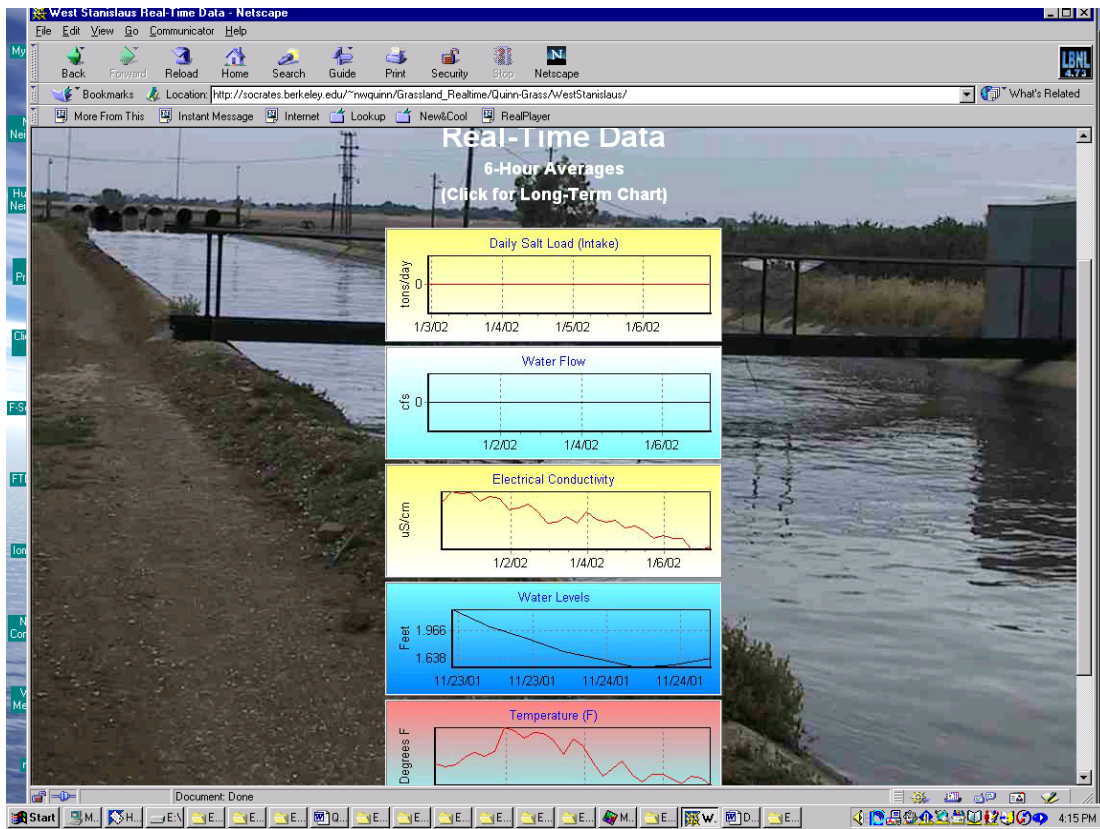 West Stanislaus Real-Time Data - Netscape
File Edit View Go Communicator Help
My
Back Forward Reload Home Search Guide Print Security Stop Netscape
LBNL
4.73
Bookmarks Location: http://socrates.berkeley.edu/~nwquinn/Grassland_Realtime/Quinn-Grass/WestStanislaus/ What's Related
More From This Instant Message Internet Lookup New&Cool RealPlayer
Real-Time Data
6-Hour Averages
(Click for Long-Term Chart)
Daily Salt Load (Intake)
tons/day
0
1/3/02 1/4/02 1/5/02 1/6/02
Water Flow
cfs
0
1/2/02 1/4/02 1/6/02
Electrical Conductivity
uS/cm
1/2/02 1/4/02 1/6/02
Water Levels
Feet
1.966
1.638
11/23/01 11/23/01 11/24/01 11/24/01
Temperature (F)
Degrees F
Document: Done
Start M.. H... E:\ E... E... E... Q... E... E... E... E... E... E... M.. E... W.. D... E... 4:15 PM